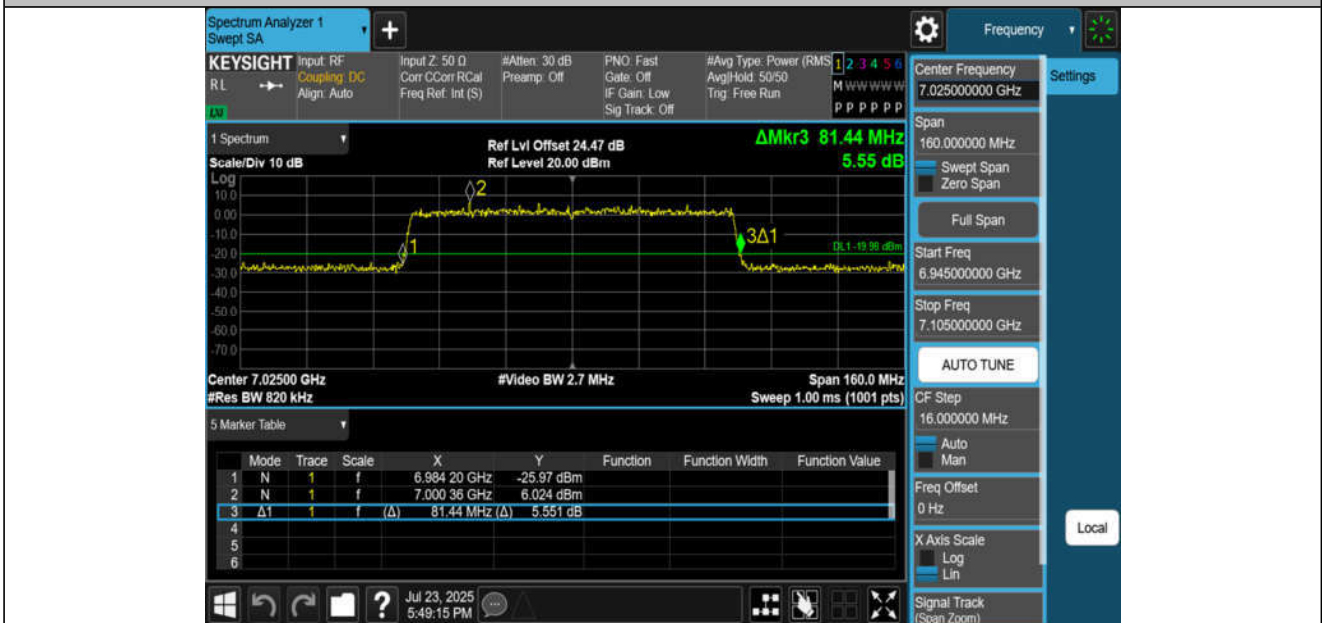 Spectrum Analyzer 1
Swept SA
+
Frequency
KEYSIGHT
RL
Input: RF
Coupling: DC
Align: Auto
Input Z: 50 Ω
Corr CCorr RCal
Freq Ref: Int (S)
#Atten: 30 dB
Preamp: Off
PNO: Fast
Gate: Off
IF Gain: Low
Sig Track: Off
#Avg Type: Power (RMS
Avg|Hold: 50/50
Trig: Free Run
1 2 3 4 5 6
M W W W W W
P P P P P P
1 Spectrum
Scale/Div 10 dB
Ref Lvl Offset 24.47 dB
Ref Level 20.00 dBm
ΔMkr3 81.44 MHz
5.55 dB
Log
10.0
0.00
-10.0
-20.0
-30.0
-40.0
-50.0
-60.0
-70.0
2
1
3Δ1
DL1 -19.98 dBm
Center 7.02500 GHz
#Video BW 2.7 MHz
Span 160.0 MHz
#Res BW 820 kHz
Sweep 1.00 ms (1001 pts)
5 Marker Table
Mode Trace Scale X Y Function Function Width Function Value
1 N 1 f 6.984 20 GHz -25.97 dBm
2 N 1 f 7.000 36 GHz 6.024 dBm
3 Δ1 1 f (Δ) 81.44 MHz (Δ) 5.551 dB
4
5
6
?
Jul 23, 2025
5:49:15 PM
Center Frequency
7.025000000 GHz
Settings
Span
160.000000 MHz
Swept Span
Zero Span
Full Span
Start Freq
6.945000000 GHz
Stop Freq
7.105000000 GHz
AUTO TUNE
CF Step
16.000000 MHz
Auto
Man
Freq Offset
0 Hz
X Axis Scale
Log
Lin
Local
Signal Track
(Span Zoom)